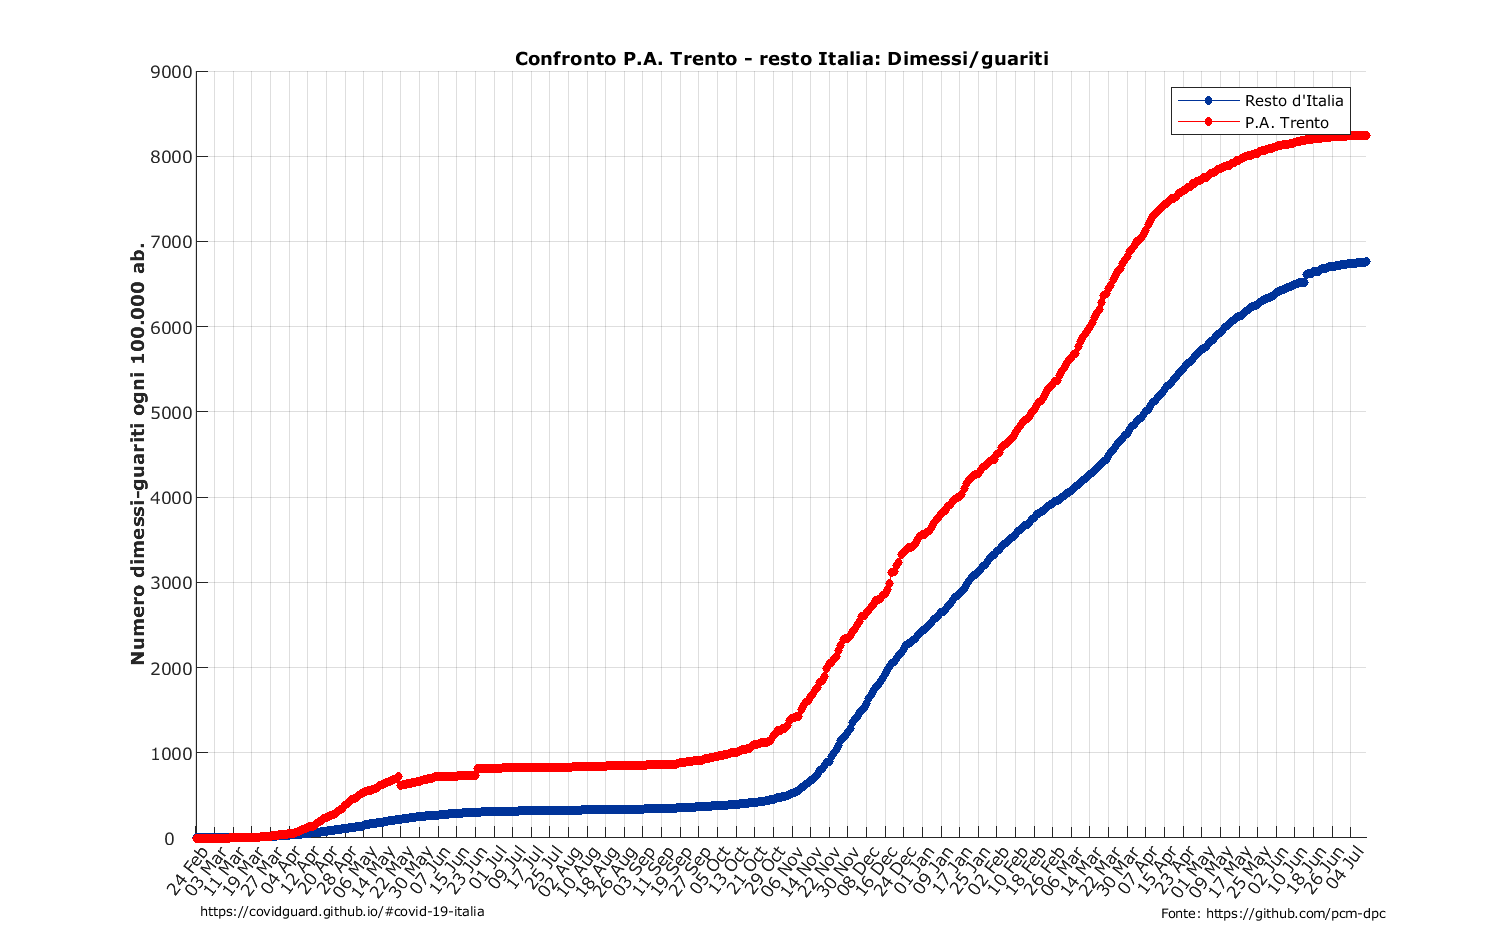 Confronto P.A. Trento - resto Italia: Dimessi/guariti
Numero dimessi-guariti ogni 100.000 ab.
9000
8000
7000
6000
5000
4000
3000
2000
1000
0
Resto d'Italia
P.A. Trento
24 Feb
03 Mar
11 Mar
19 Mar
27 Mar
04 Apr
12 Apr
20 Apr
28 Apr
06 May
14 May
22 May
30 May
07 Jun
15 Jun
23 Jun
01 Jul
09 Jul
17 Jul
25 Jul
02 Aug
10 Aug
18 Aug
26 Aug
03 Sep
11 Sep
19 Sep
27 Sep
05 Oct
13 Oct
21 Oct
29 Oct
06 Nov
14 Nov
22 Nov
30 Nov
08 Dec
16 Dec
24 Dec
01 Jan
09 Jan
17 Jan
25 Jan
02 Feb
10 Feb
18 Feb
26 Feb
06 Mar
14 Mar
22 Mar
30 Mar
07 Apr
15 Apr
23 Apr
01 May
09 May
17 May
25 May
02 Jun
10 Jun
18 Jun
26 Jun
04 Jul
https://covidguard.github.io/#covid-19-italia
Fonte: https://github.com/pcm-dpc